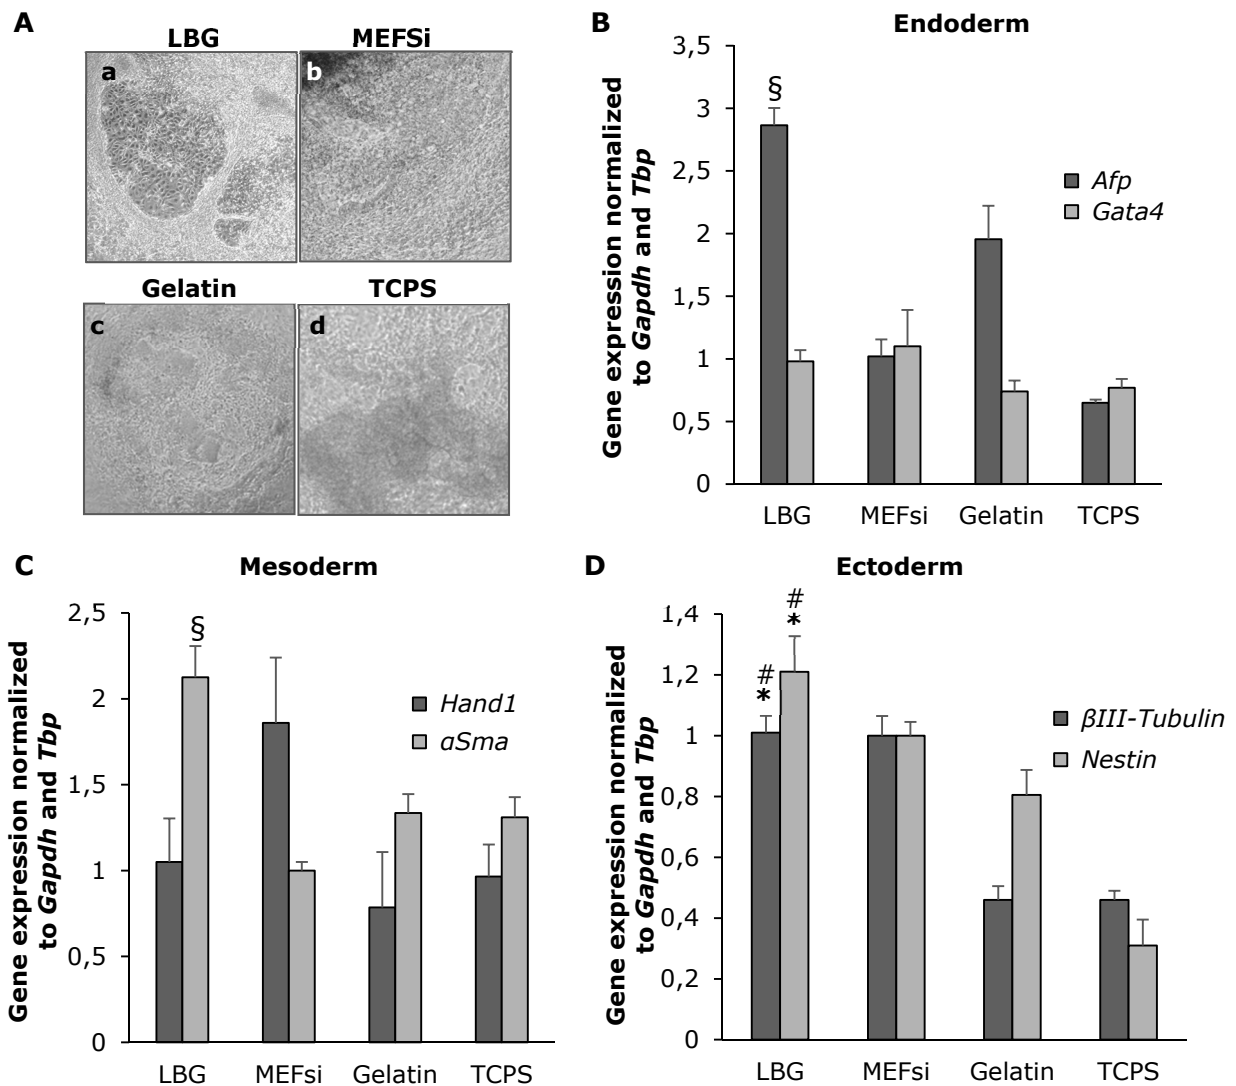 A
LBG
MEFSi
a
b
Gelatin
TCPS
c
d
B
Endoderm
Gene expression normalized
to Gapdh and Tbp
3,5
3
2,5
2
1,5
1
0,5
0
§
Afp
Gata4
LBG
MEFsi
Gelatin
TCPS
C
Mesoderm
Gene expression normalized
to Gapdh and Tbp
2,5
2
1,5
1
0,5
0
§
Hand1
αSma
LBG
MEFsi
Gelatin
TCPS
D
Ectoderm
Gene expression normalized
to Gapdh and Tbp
1,4
1,2
1
0,8
0,6
0,4
0,2
0
#
*
#
*
βIII-Tubulin
Nestin
LBG
MEFsi
Gelatin
TCPS